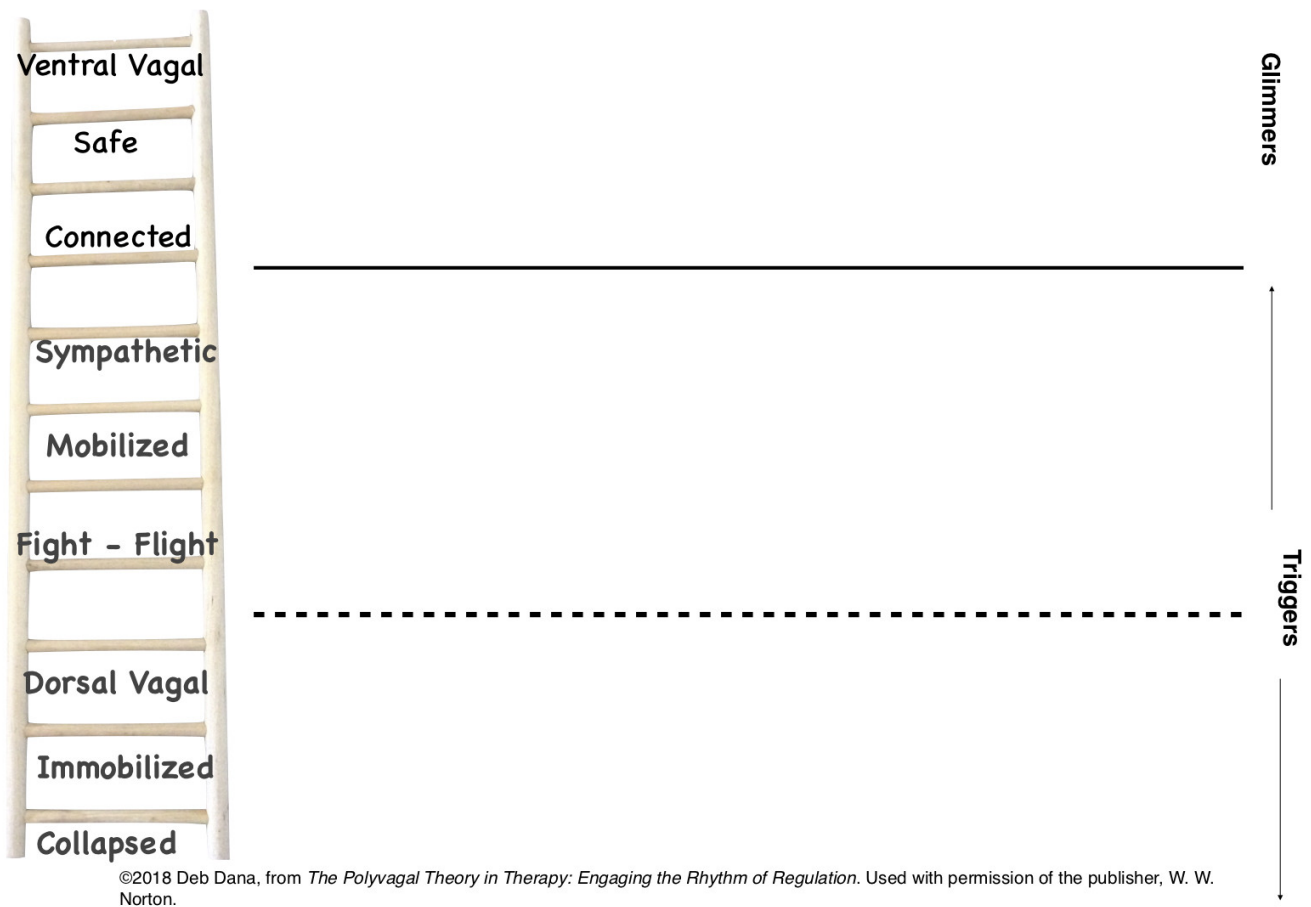 Ventral Vagal
Safe
Connected
Sympathetic
Mobilized
Fight - Flight
Dorsal Vagal
Immobilized
Collapsed
Glimmers
Triggers
©2018 Deb Dana, from The Polyvagal Theory in Therapy: Engaging the Rhythm of Regulation. Used with permission of the publisher, W. W.
Norton.